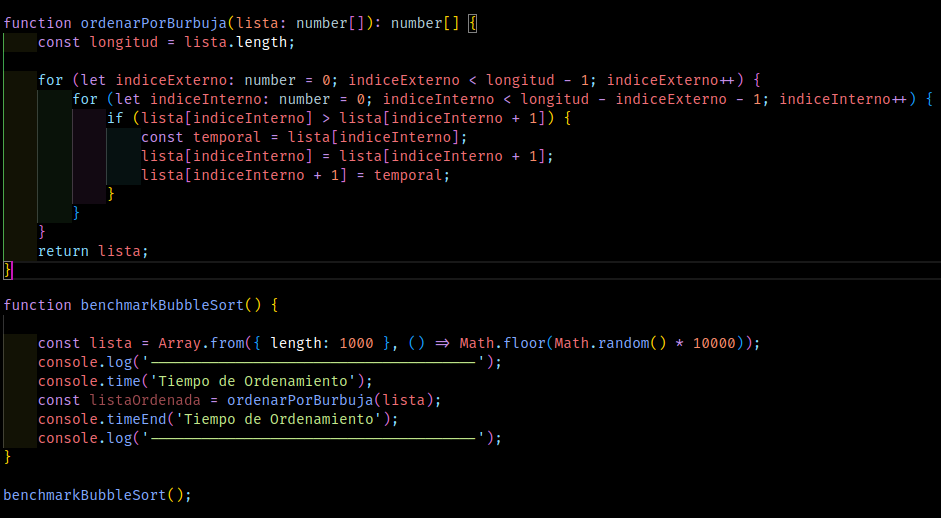 function ordenarPorBurbuja(lista: number[]): number[] {
    const longitud = lista.length;

    for (let indiceExterno: number = 0; indiceExterno < longitud - 1; indiceExterno++) {
        for (let indiceInterno: number = 0; indiceInterno < longitud - indiceExterno - 1; indiceInterno++) {
            if (lista[indiceInterno] > lista[indiceInterno + 1]) {
                const temporal = lista[indiceInterno];
                lista[indiceInterno] = lista[indiceInterno + 1];
                lista[indiceInterno + 1] = temporal;
            }
        }
    }
    return lista;
}

function benchmarkBubbleSort() {

    const lista = Array.from({ length: 1000 }, () => Math.floor(Math.random() * 10000));
    console.log('--------------------------------------');
    console.time('Tiempo de Ordenamiento');
    const listaOrdenada = ordenarPorBurbuja(lista);
    console.timeEnd('Tiempo de Ordenamiento');
    console.log('--------------------------------------');
}

benchmarkBubbleSort();